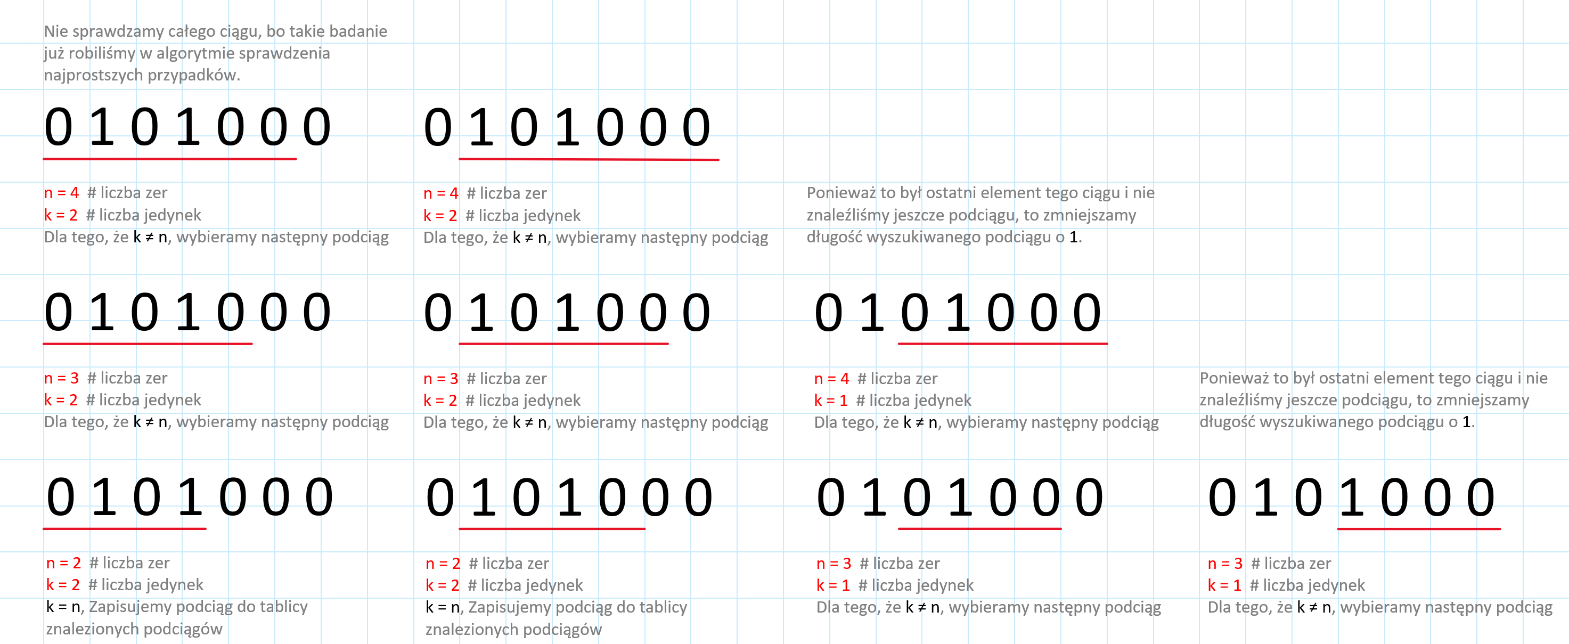 Nie sprawdzamy całego ciągu, bo takie badanie
już robiliśmy w algorytmie sprawdzenia
najprostszych przypadków.
0 1 0 1 0 0 0
n = 4 # liczba zer
k = 2 # liczba jedynek
Dla tego, że k ≠ n, wybieramy następny podciąg
0 1 0 1 0 0 0
n = 4 # liczba zer
k = 2 # liczba jedynek
Dla tego, że k ≠ n, wybieramy następny podciąg
Ponieważ to był ostatni element tego ciągu i nie
znaleźliśmy jeszcze podciągu, to zmniejszamy
długość wyszukiwanego podciągu o 1.
0 1 0 1 0 0 0
n = 3 # liczba zer
k = 2 # liczba jedynek
Dla tego, że k ≠ n, wybieramy następny podciąg
0 1 0 1 0 0 0
n = 3 # liczba zer
k = 2 # liczba jedynek
Dla tego, że k ≠ n, wybieramy następny podciąg
0 1 0 1 0 0 0
n = 4 # liczba zer
k = 1 # liczba jedynek
Dla tego, że k ≠ n, wybieramy następny podciąg
Ponieważ to był ostatni element tego ciągu i nie
znaleźliśmy jeszcze podciągu, to zmniejszamy
długość wyszukiwanego podciągu o 1.
0 1 0 1 0 0 0
n = 2 # liczba zer
k = 2 # liczba jedynek
k = n, Zapisujemy podciąg do tablicy
znalezionych podciągów
0 1 0 1 0 0 0
n = 2 # liczba zer
k = 2 # liczba jedynek
k = n, Zapisujemy podciąg do tablicy
znalezionych podciągów
0 1 0 1 0 0 0
n = 3 # liczba zer
k = 1 # liczba jedynek
Dla tego, że k ≠ n, wybieramy następny podciąg
0 1 0 1 0 0 0
n = 3 # liczba zer
k = 1 # liczba jedynek
Dla tego, że k ≠ n, wybieramy następny podciąg